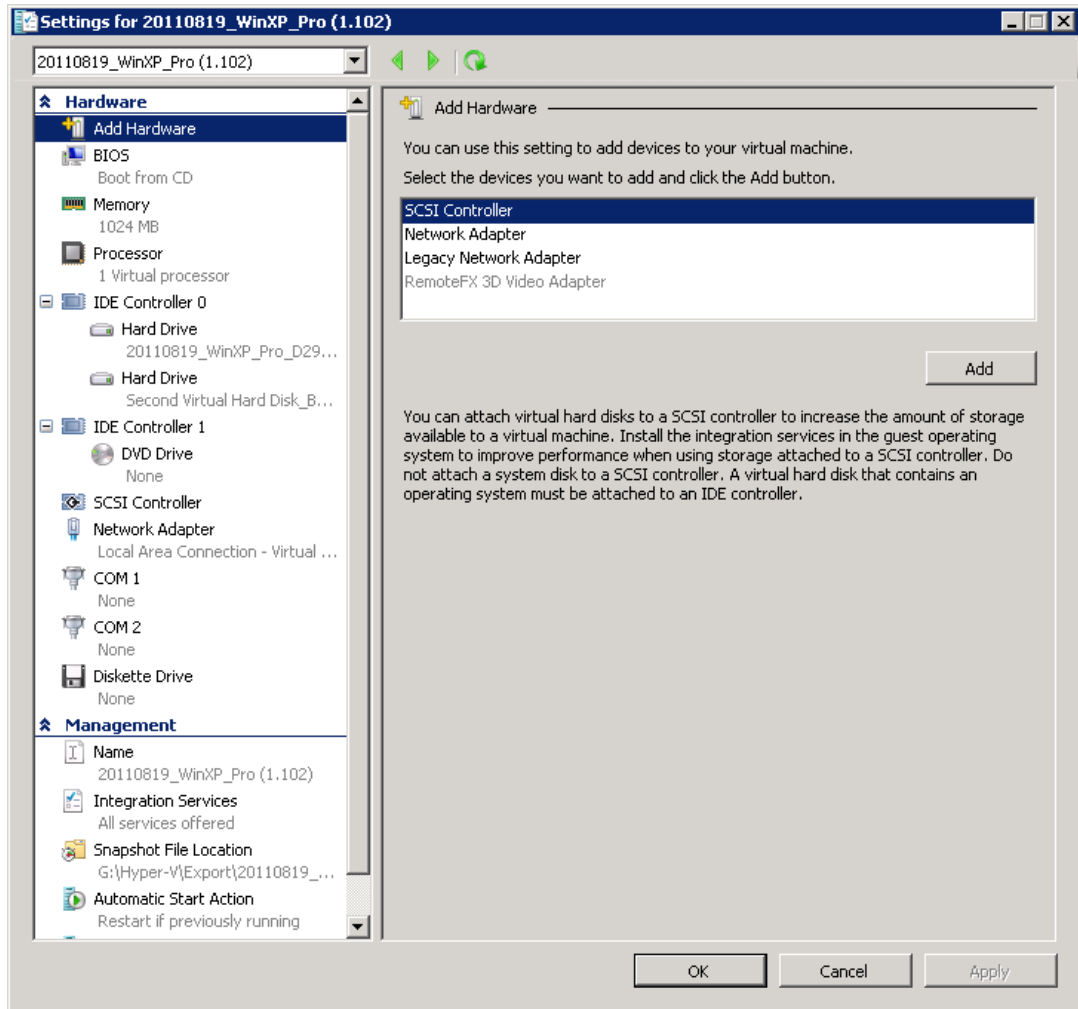 Settings for 20110819_WinXP_Pro (1.102)
20110819_WinXP_Pro (1.102)
Hardware
Add Hardware
BIOS
Boot from CD
Memory
1024 MB
Processor
1 Virtual processor
IDE Controller 0
Hard Drive
20110819_WinXP_Pro_D29...
Hard Drive
Second Virtual Hard Disk_B...
IDE Controller 1
DVD Drive
None
SCSI Controller
Network Adapter
Local Area Connection - Virtual ...
COM 1
None
COM 2
None
Diskette Drive
None
Management
Name
20110819_WinXP_Pro (1.102)
Integration Services
All services offered
Snapshot File Location
G:\Hyper-V\Export\20110819_...
Automatic Start Action
Restart if previously running
Add Hardware
You can use this setting to add devices to your virtual machine.
Select the devices you want to add and click the Add button.
SCSI Controller
Network Adapter
Legacy Network Adapter
RemoteFX 3D Video Adapter
Add
You can attach virtual hard disks to a SCSI controller to increase the amount of storage
available to a virtual machine. Install the integration services in the guest operating
system to improve performance when using storage attached to a SCSI controller. Do
not attach a system disk to a SCSI controller. A virtual hard disk that contains an
operating system must be attached to an IDE controller.
OK
Cancel
Apply